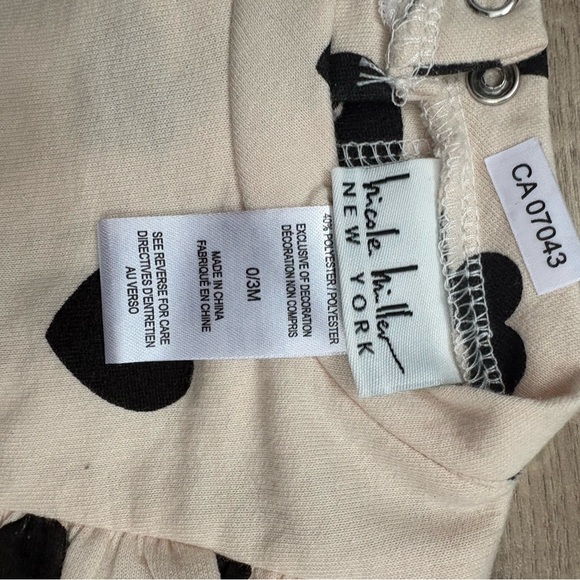 nicole miller
NEW YORK
CA 07043
40% POLYESTER / POLYESTER
EXCLUSIVE OF DECORATION
DÉCORATION NON COMPRIS
0/3M
MADE IN CHINA
FABRIQUÉ EN CHINE
SEE REVERSE FOR CARE
DIRECTIVES D'ENTRETIEN
AU VERSO